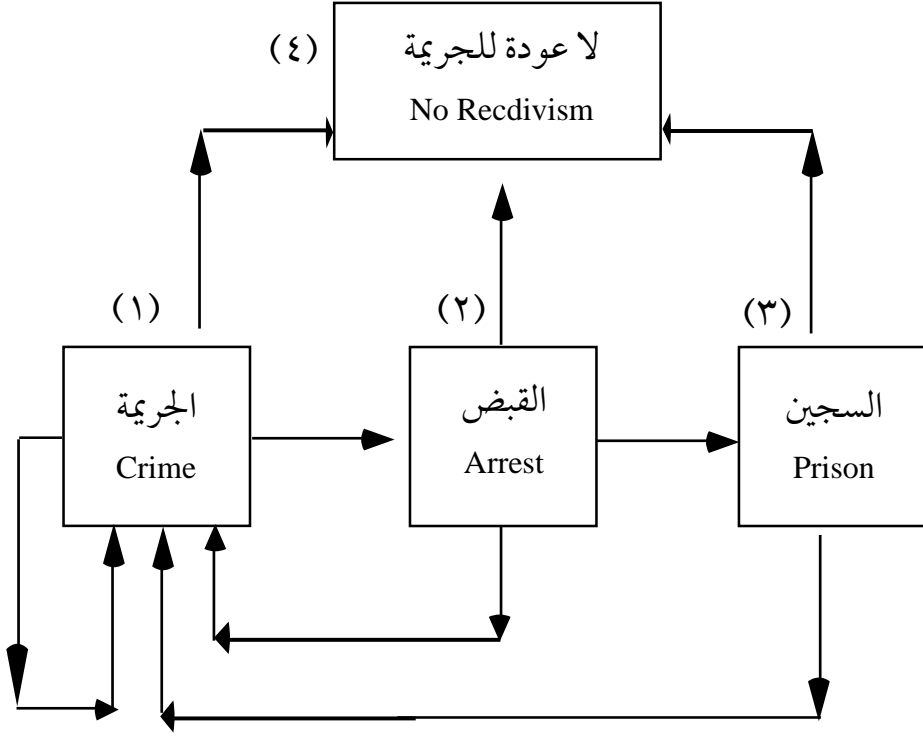 (٤)
لا عودة للجريمة
No Recdivism
(١)
(٢)
(٣)
الجريمة
Crime
القبض
Arrest
السجين
Prison